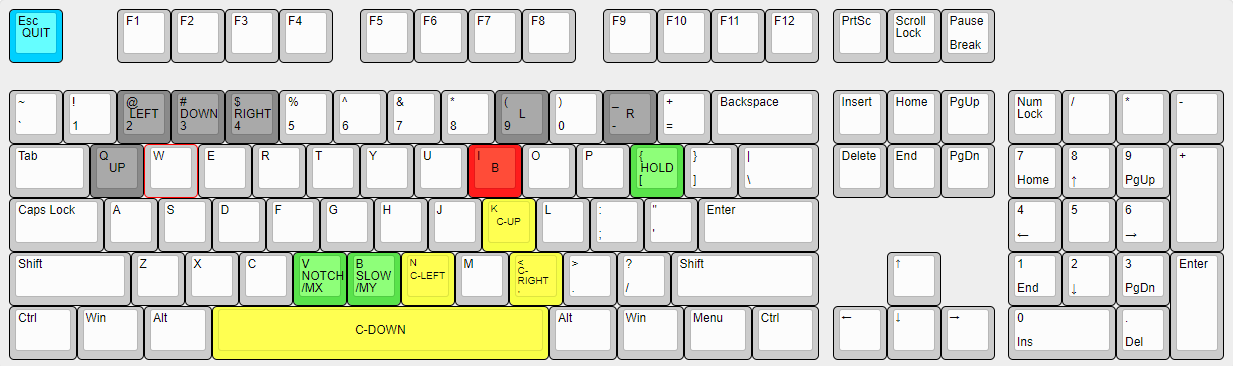 Esc
QUIT
F1
F2
F3
F4
F5
F6
F7
F8
F9
F10
F11
F12
PrtSc
Scroll
Lock
Pause
Break
~
`
!
1
@
LEFT
2
#
DOWN
3
$
RIGHT
4
%
5
^
6
&
7
*
8
(
L
9
)
0
_
R
-
+
=
Backspace
Insert
Home
PgUp
Num
Lock
/
*
-
Tab
Q
UP
W
E
R
T
Y
U
I
B
O
P
{
HOLD
[
}
]
|
\
Delete
End
PgDn
7
Home
8
↑
9
PgUp
+
Caps Lock
A
S
D
F
G
H
J
K
C-UP
L
:
;
"
'
Enter
4
←
5
6
→
Shift
Z
X
C
V
NOTCH
/MX
B
SLOW
/MY
N
C-LEFT
M
<
C-
RIGHT
,
>
.
?
/
Shift
↑
1
End
2
↓
3
PgDn
Enter
Ctrl
Win
Alt
C-DOWN
Alt
Win
Menu
Ctrl
←
↓
→
0
Ins
.
Del